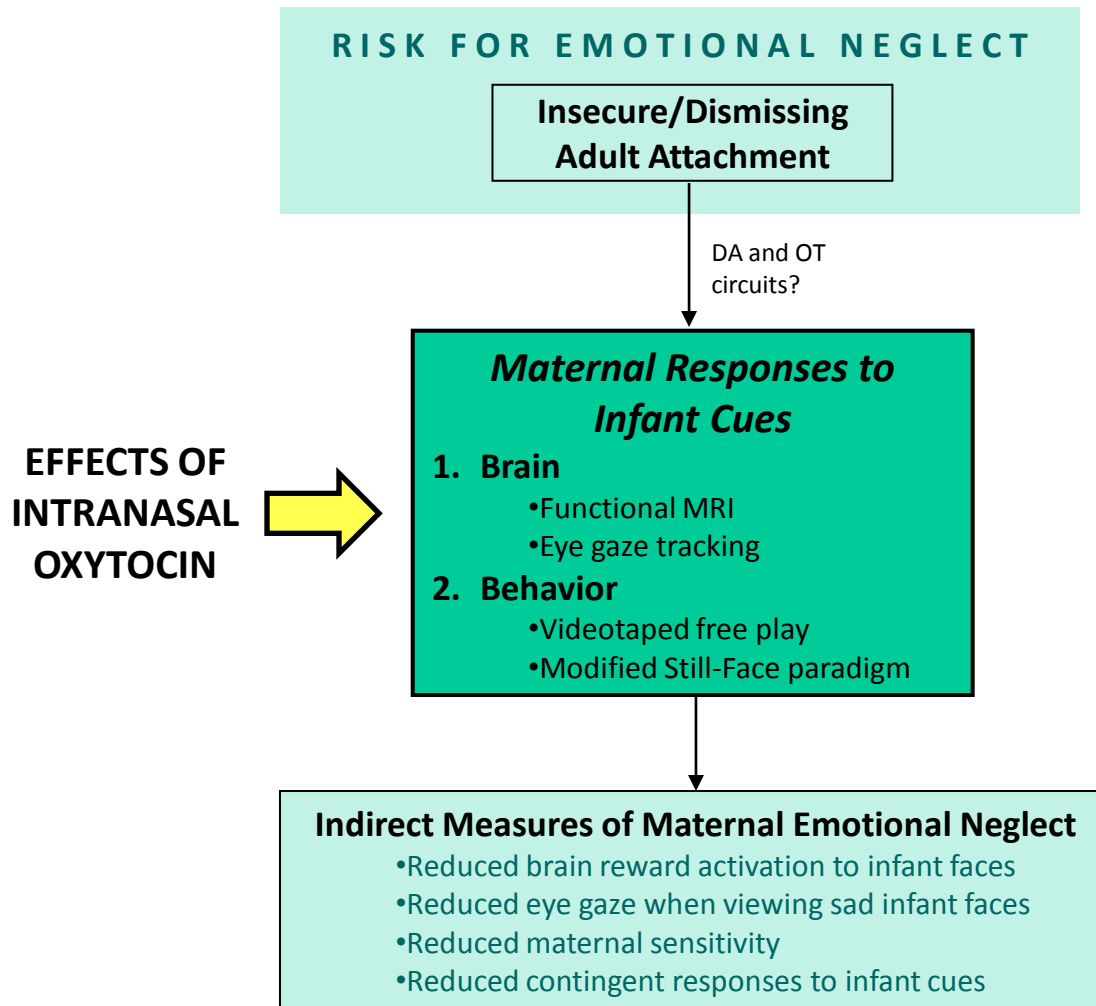 RISK FOR EMOTIONAL NEGLECT
Insecure/Dismissing
Adult Attachment
DA and OT
circuits?
EFFECTS OF
INTRANASAL
OXYTOCIN
Maternal Responses to
Infant Cues
1. Brain
•Functional MRI
•Eye gaze tracking
2. Behavior
•Videotaped free play
•Modified Still-Face paradigm
Indirect Measures of Maternal Emotional Neglect
•Reduced brain reward activation to infant faces
•Reduced eye gaze when viewing sad infant faces
•Reduced maternal sensitivity
•Reduced contingent responses to infant cues